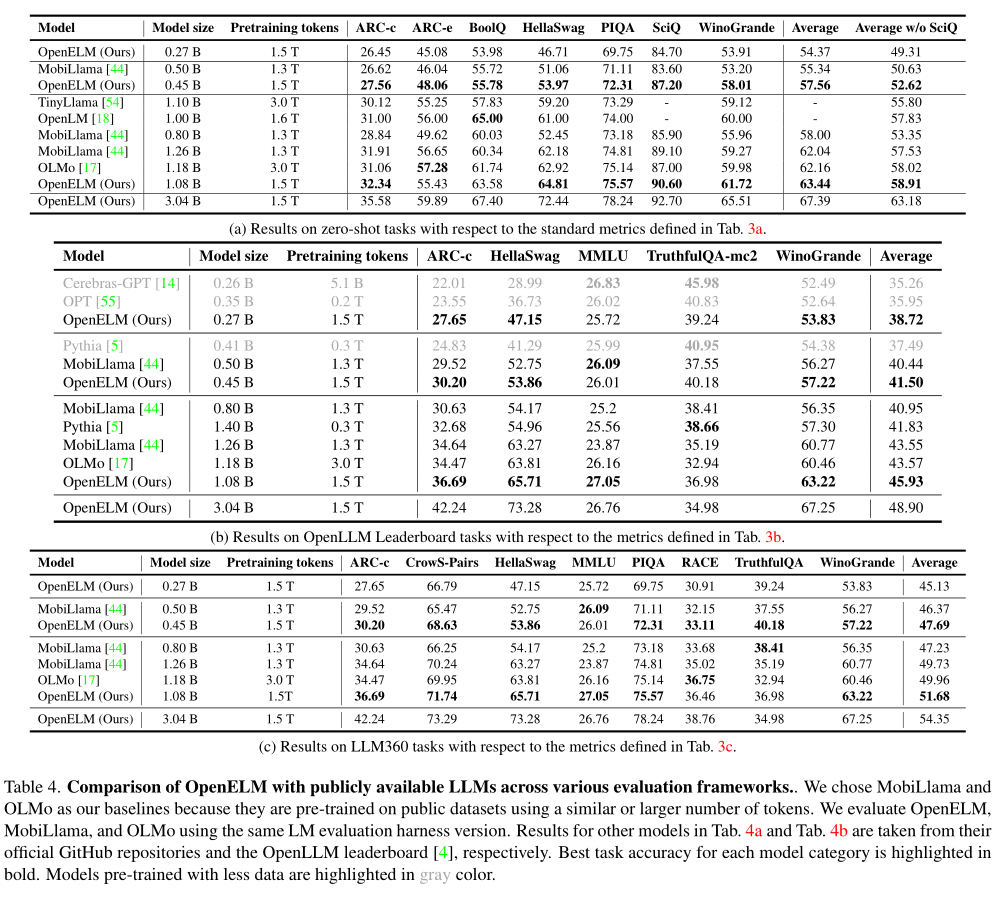 Model Model size Pretraining tokens ARC-c ARC-e BoolQ HellaSwag PIQA SciQ WinoGrande Average Average w/o SciQ
OpenELM (Ours) 0.27 B 1.5 T 26.45 45.08 53.98 46.71 69.75 84.70 53.91 54.37 49.31
MobiLlama [44] 0.50 B 1.3 T 26.62 46.04 55.72 51.06 71.11 83.60 53.20 55.34 50.63
OpenELM (Ours) 0.45 B 1.5 T 27.56 48.06 55.78 53.97 72.31 87.20 58.01 57.56 52.62
TinyLlama [54] 1.10 B 3.0 T 30.12 55.25 57.83 59.20 73.29 - 59.12 - 55.80
OpenLM [18] 1.00 B 1.6 T 31.00 56.00 65.00 61.00 74.00 - 60.00 - 57.83
MobiLlama [44] 0.80 B 1.3 T 28.84 49.62 60.03 52.45 73.18 85.90 55.96 58.00 53.35
MobiLlama [44] 1.26 B 1.3 T 31.91 56.65 60.34 62.18 74.81 89.10 59.27 62.04 57.53
OLMo [17] 1.18 B 3.0 T 31.06 57.28 61.74 62.92 75.14 87.00 59.98 62.16 58.02
OpenELM (Ours) 1.08 B 1.5 T 32.34 55.43 63.58 64.81 75.57 90.60 61.72 63.44 58.91
OpenELM (Ours) 3.04 B 1.5 T 35.58 59.89 67.40 72.44 78.24 92.70 65.51 67.39 63.18
(a) Results on zero-shot tasks with respect to the standard metrics defined in Tab. 3a.
Model Model size Pretraining tokens ARC-c HellaSwag MMLU TruthfulQA-mc2 WinoGrande Average
Cerebras-GPT [14] 0.26 B 5.1 B 22.01 28.99 26.83 45.98 52.49 35.26
OPT [55] 0.35 B 0.2 T 23.55 36.73 26.02 40.83 52.64 35.95
OpenELM (Ours) 0.27 B 1.5 T 27.65 47.15 25.72 39.24 53.83 38.72
Pythia [5] 0.41 B 0.3 T 24.83 41.29 25.99 40.95 54.38 37.49
MobiLlama [44] 0.50 B 1.3 T 29.52 52.75 26.09 37.55 56.27 40.44
OpenELM (Ours) 0.45 B 1.5 T 30.20 53.86 26.01 40.18 57.22 41.50
MobiLlama [44] 0.80 B 1.3 T 30.63 54.17 25.2 38.41 56.35 40.95
Pythia [5] 1.40 B 0.3 T 32.68 54.96 25.56 38.66 57.30 41.83
MobiLlama [44] 1.26 B 1.3 T 34.64 63.27 23.87 35.19 60.77 43.55
OLMo [17] 1.18 B 3.0 T 34.47 63.81 26.16 32.94 60.46 43.57
OpenELM (Ours) 1.08 B 1.5 T 36.69 65.71 27.05 36.98 63.22 45.93
OpenELM (Ours) 3.04 B 1.5 T 42.24 73.28 26.76 34.98 67.25 48.90
(b) Results on OpenLLM Leaderboard tasks with respect to the metrics defined in Tab. 3b.
Model Model size Pretraining tokens ARC-c CrowS-Pairs HellaSwag MMLU PIQA RACE TruthfulQA WinoGrande Average
OpenELM (Ours) 0.27 B 1.5 T 27.65 66.79 47.15 25.72 69.75 30.91 39.24 53.83 45.13
MobiLlama [44] 0.50 B 1.3 T 29.52 65.47 52.75 26.09 71.11 32.15 37.55 56.27 46.37
OpenELM (Ours) 0.45 B 1.5 T 30.20 68.63 53.86 26.01 72.31 33.11 40.18 57.22 47.69
MobiLlama [44] 0.80 B 1.3 T 30.63 66.25 54.17 25.2 73.18 33.68 38.41 56.35 47.23
MobiLlama [44] 1.26 B 1.3 T 34.64 70.24 63.27 23.87 74.81 35.02 35.19 60.77 49.73
OLMo [17] 1.18 B 3.0 T 34.47 69.95 63.81 26.16 75.14 36.75 32.94 60.46 49.96
OpenELM (Ours) 1.08 B 1.5T 36.69 71.74 65.71 27.05 75.57 36.46 36.98 63.22 51.68
OpenELM (Ours) 3.04 B 1.5 T 42.24 73.29 73.28 26.76 78.24 38.76 34.98 67.25 54.35
(c) Results on LLM360 tasks with respect to the metrics defined in Tab. 3c.
Table 4. Comparison of OpenELM with publicly available LLMs across various evaluation frameworks.. We chose MobiLlama and
OLMo as our baselines because they are pre-trained on public datasets using a similar or larger number of tokens. We evaluate OpenELM,
MobiLlama, and OLMo using the same LM evaluation harness version. Results for other models in Tab. 4a and Tab. 4b are taken from their
official GitHub repositories and the OpenLLM leaderboard [4], respectively. Best task accuracy for each model category is highlighted in
bold. Models pre-trained with less data are highlighted in gray color.